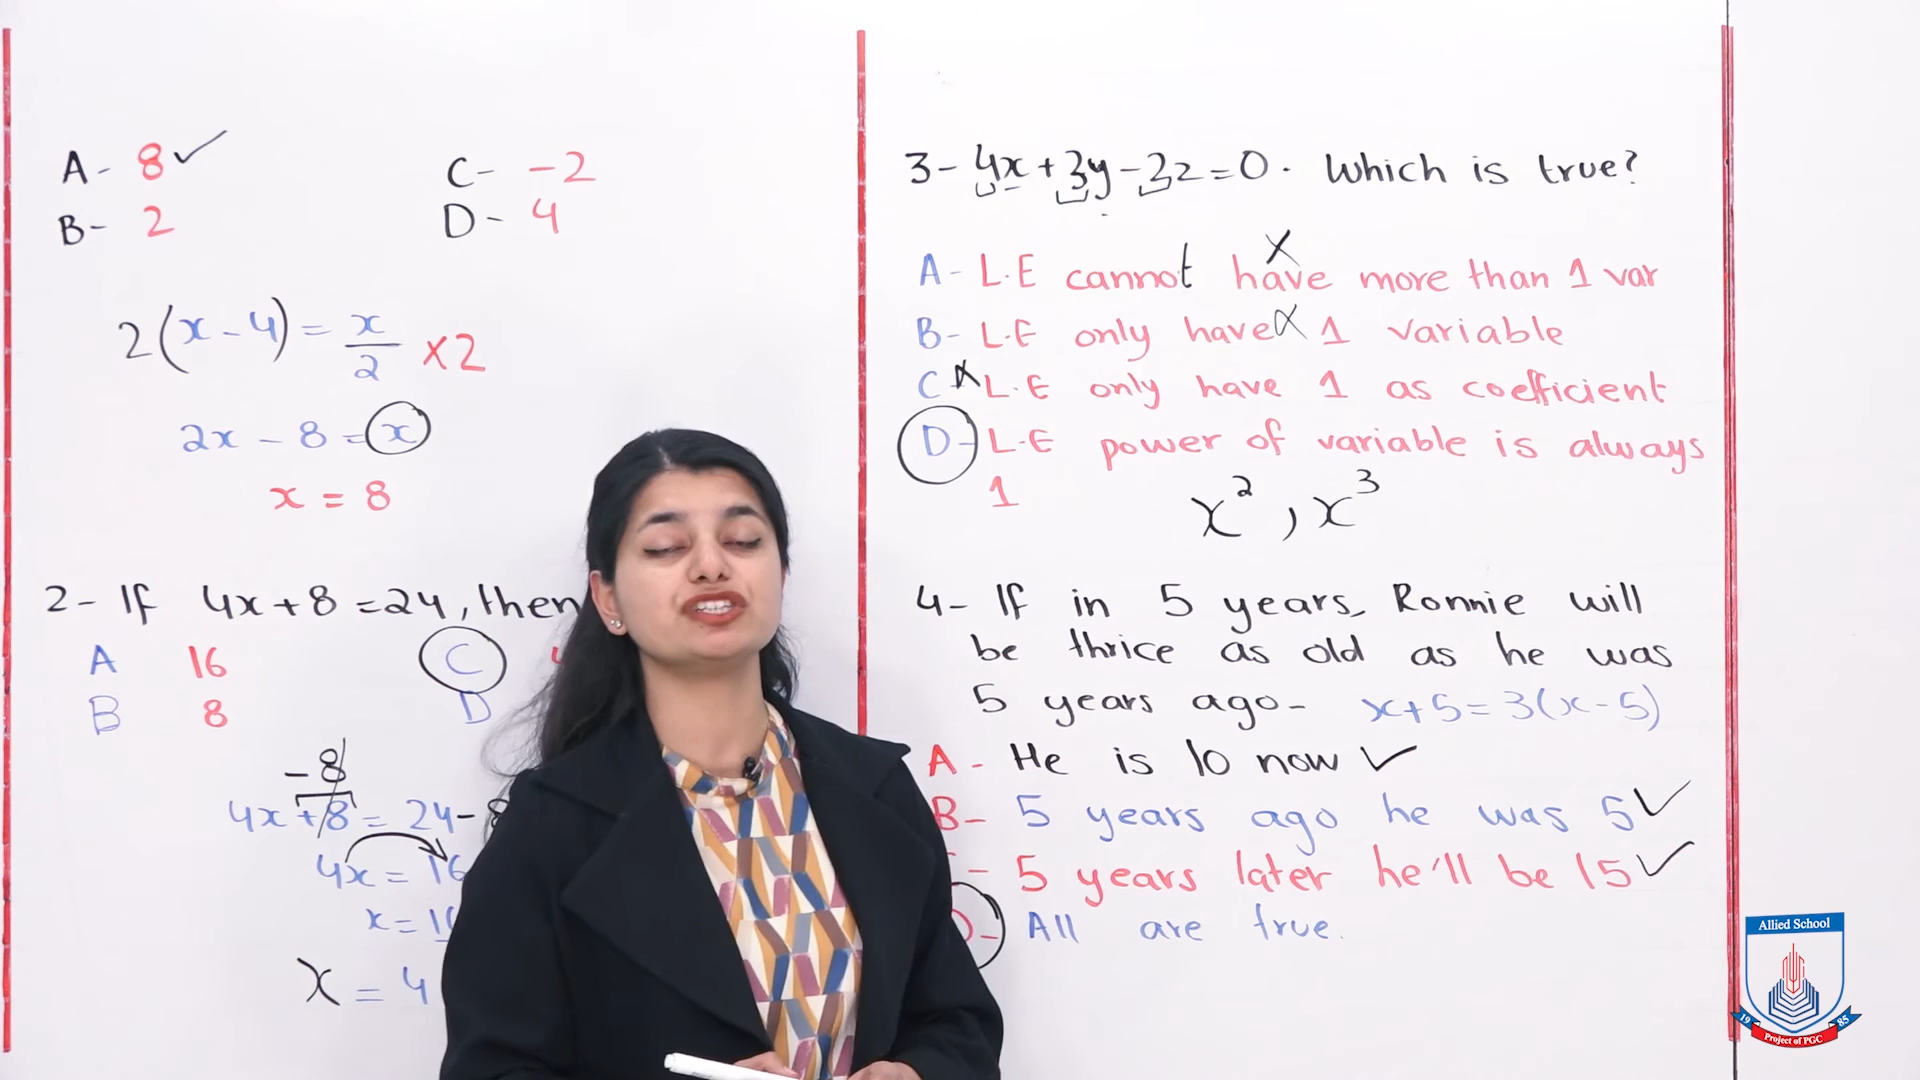 A- 8 ✓
C- -2
B- 2
D- 4
2(x-4) = x/2 ×2
2x - 8 = x
x = 8
2- If 4x+8=24, then
A 16
C
B 8
D
-8
4x+8 = 24-8
4x = 16
x =
x = 4
3- 4x+3y-2z=0. Which is true?
A- L.E cannot have more than 1 var
B- L.E only have 1 variable
C L.E only have 1 as coefficient
D- L.E power of variable is always
1
x², x³
4- If in 5 years, Ronnie will
be thrice as old as he was
5 years ago- x+5=3(x-5)
A- He is 10 now ✓
B- 5 years ago he was 5 ✓
- 5 years later he'll be 15 ✓
D- All are true.
Allied School
19 85
Project of PGC